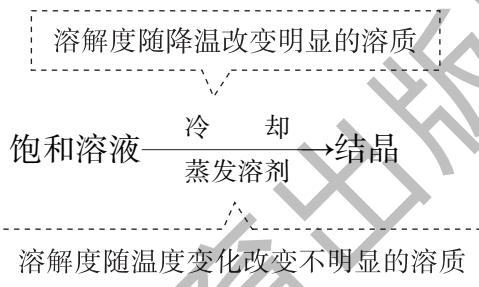 溶解度随降温改变明显的溶质
冷 却
饱和溶液 结晶
蒸发溶剂
溶解度随温度变化改变不明显的溶质